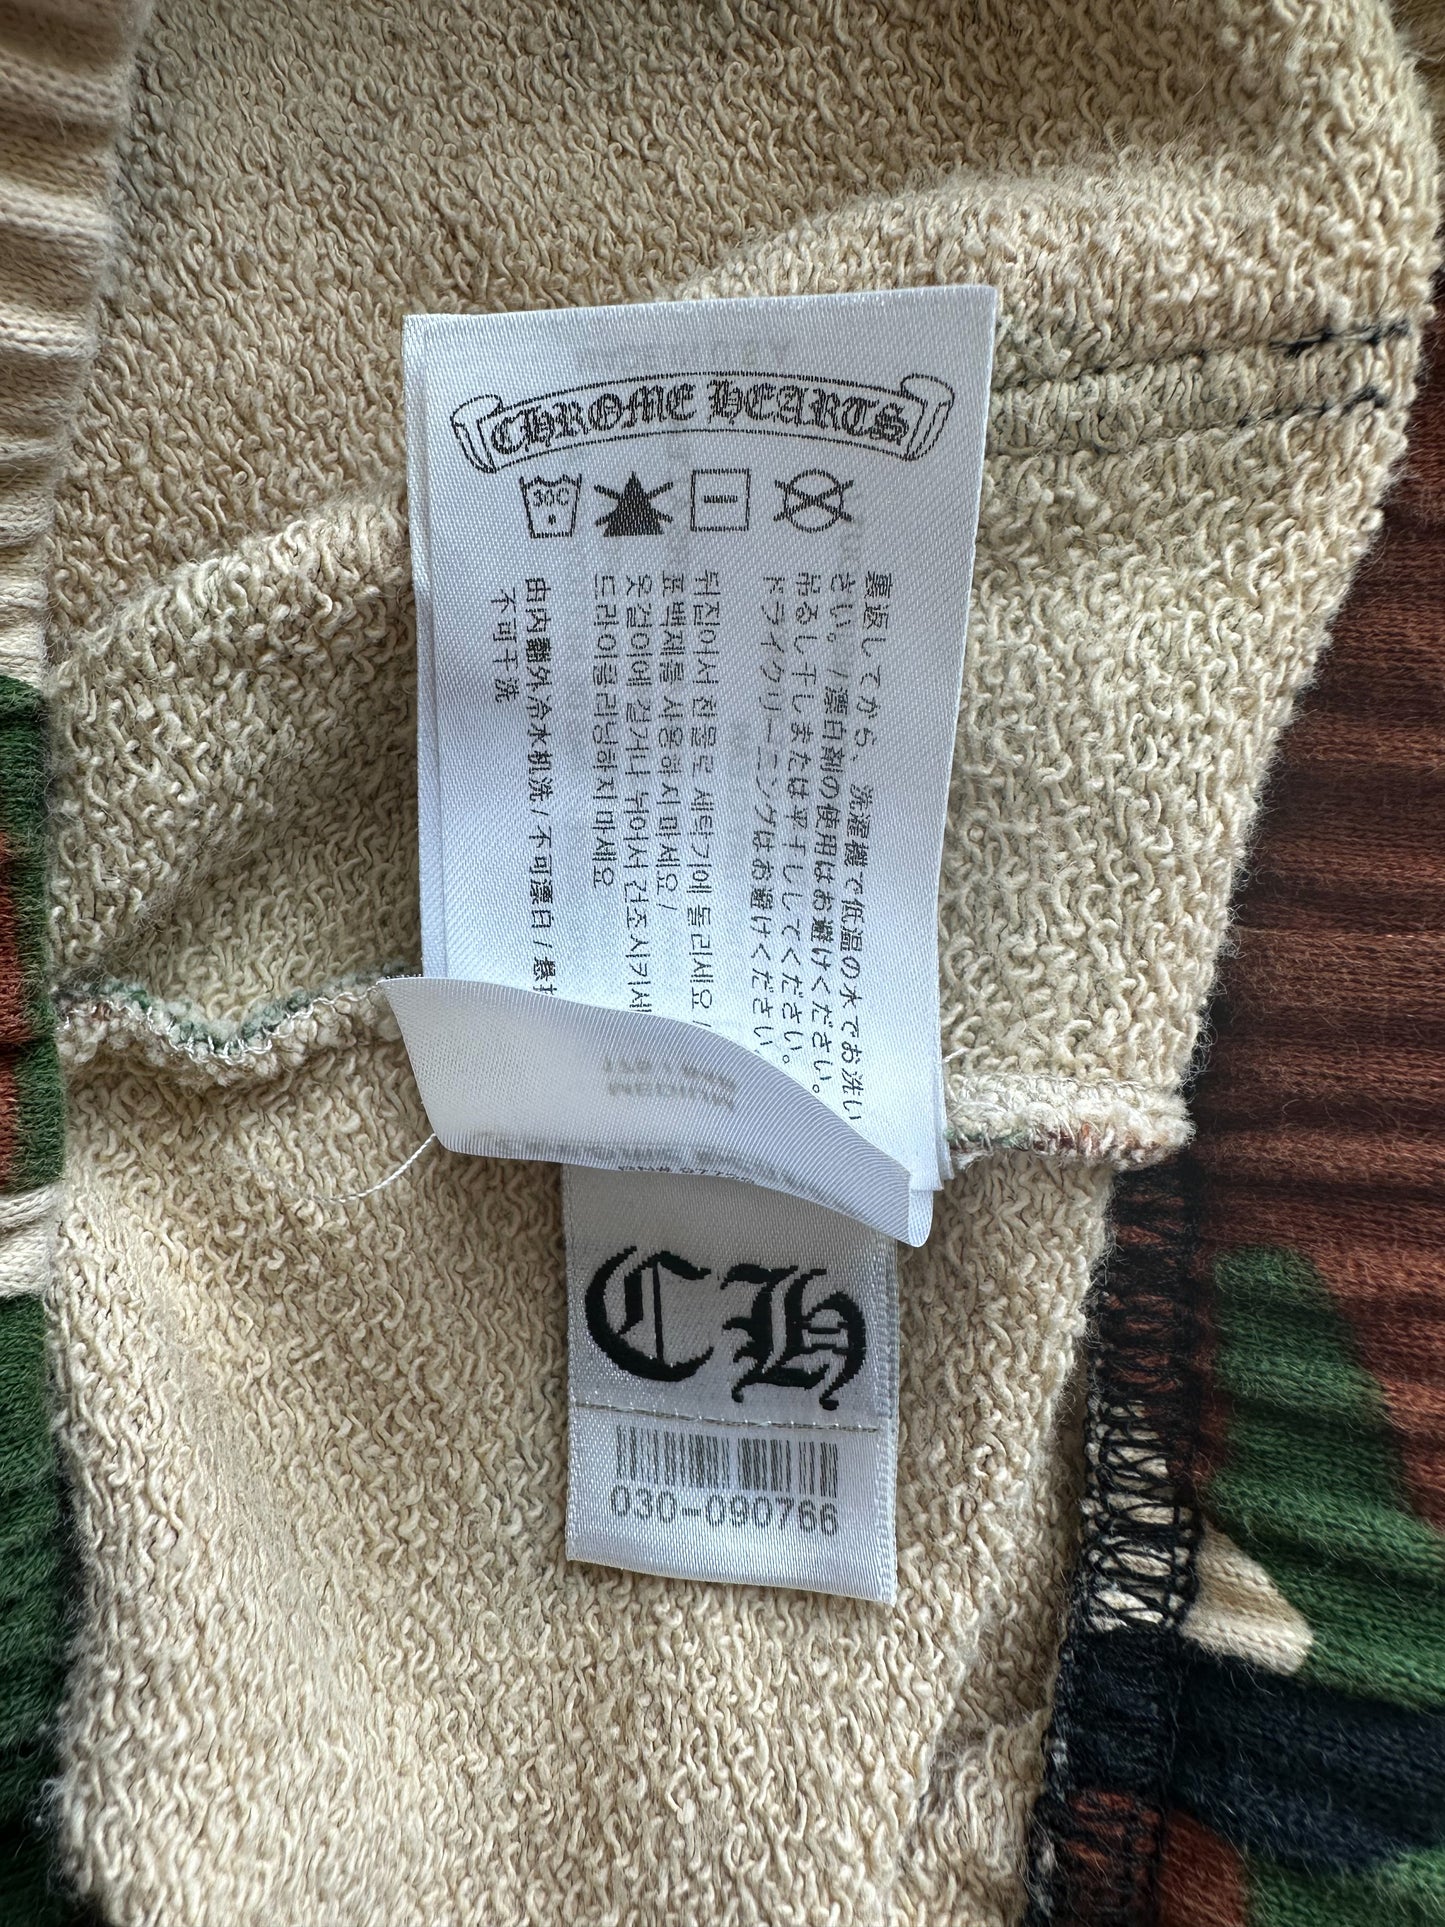 CHROME HEARTS
30C
裏返してから、洗濯機で低温の水でお洗い
さい。/漂白剤の使用はお避けください。
吊るし干しまたは平干ししてください。
ドライクリーニングはお避けください
뒤집어서 찬물로 세탁기에 돌리세요 /
표백제를 사용하지 마세요 /
옷걸이에 걸거나 뉘어서 건조시키세
드라이클리닝하지 마세요
由内翻外冷水机洗 / 不可漂白 / 悬挂
不可干洗
CH
030-090766